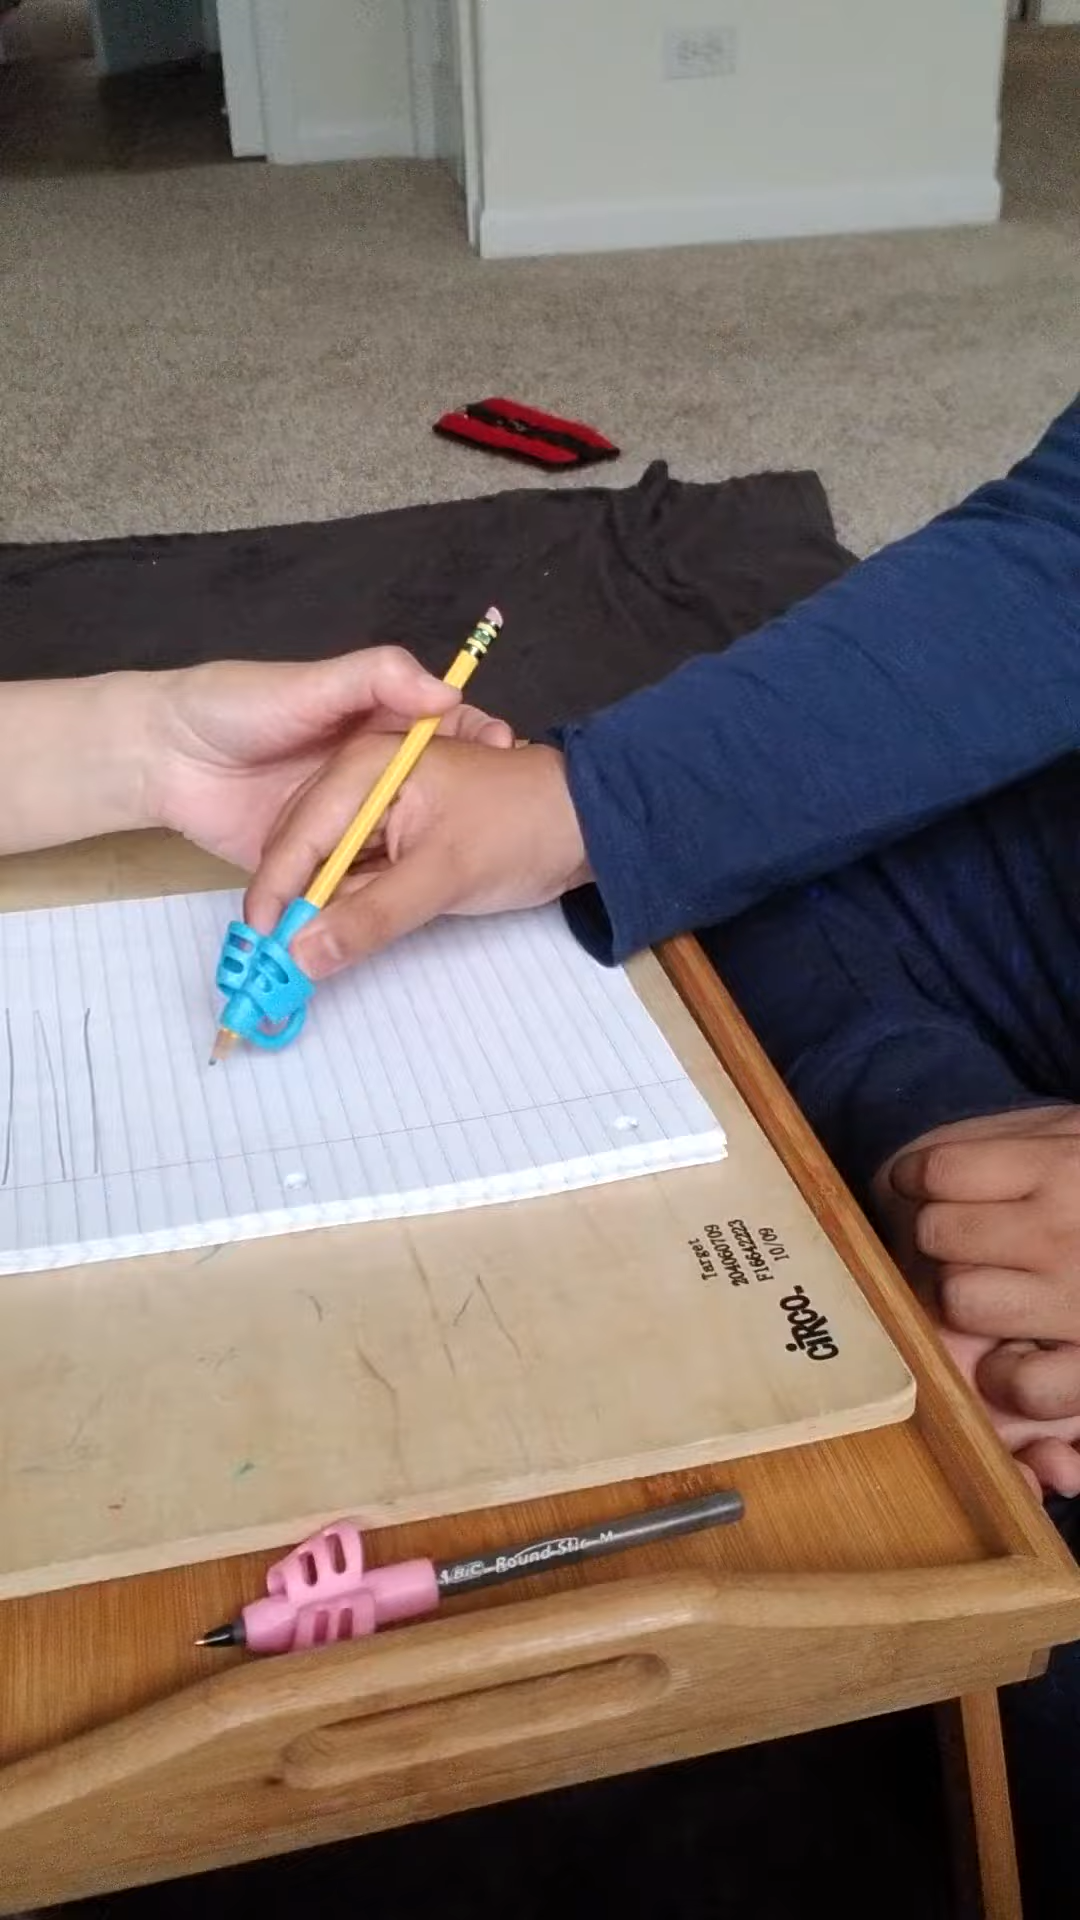 Target
204060709
F16642223
10/09
CIRCO
BIC Round Stic M